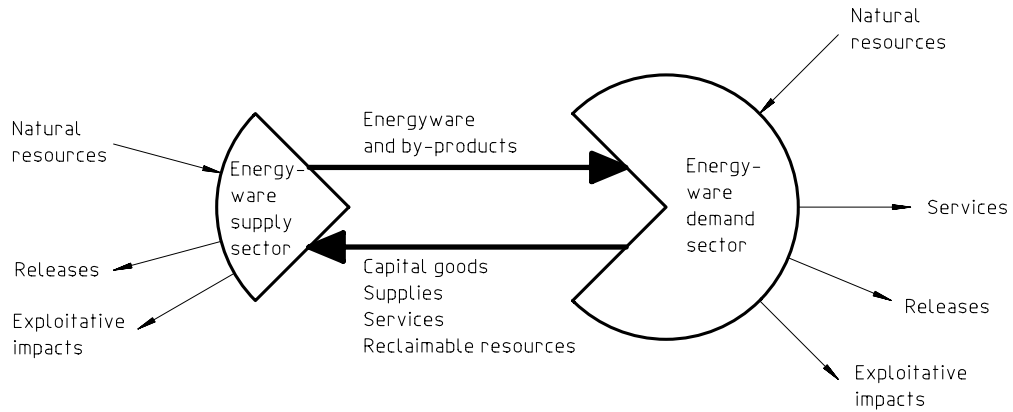 Natural
resources
Energyware
and by-products
Natural
resources
Energy-
ware
supply
sector
Energy-
ware
demand
sector
Services
Releases
Exploitative
impacts
Capital goods
Supplies
Services
Reclaimable resources
Releases
Exploitative
impacts